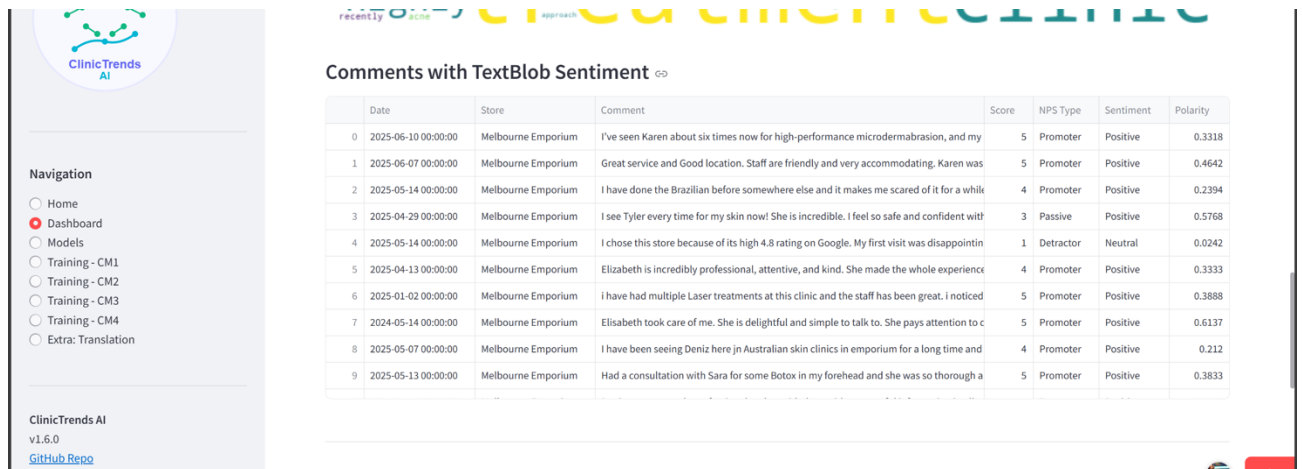 recently acne approach treatment clinic
ClinicTrends
AI
Navigation
Home
Dashboard
Models
Training - CM1
Training - CM2
Training - CM3
Training - CM4
Extra: Translation
ClinicTrends AI
v1.6.0
GitHub Repo
Comments with TextBlob Sentiment
Date Store Comment Score NPS Type Sentiment Polarity
0 2025-06-10 00:00:00 Melbourne Emporium I've seen Karen about six times now for high-performance microdermabrasion, and my 5 Promoter Positive 0.3318
1 2025-06-07 00:00:00 Melbourne Emporium Great service and Good location. Staff are friendly and very accommodating. Karen was 5 Promoter Positive 0.4642
2 2025-05-14 00:00:00 Melbourne Emporium I have done the Brazilian before somewhere else and it makes me scared of it for a while 4 Promoter Positive 0.2394
3 2025-04-29 00:00:00 Melbourne Emporium I see Tyler every time for my skin now! She is incredible. I feel so safe and confident with 3 Passive Positive 0.5768
4 2025-05-14 00:00:00 Melbourne Emporium I chose this store because of its high 4.8 rating on Google. My first visit was disappointin 1 Detractor Neutral 0.0242
5 2025-04-13 00:00:00 Melbourne Emporium Elizabeth is incredibly professional, attentive, and kind. She made the whole experience 4 Promoter Positive 0.3333
6 2025-01-02 00:00:00 Melbourne Emporium i have had multiple Laser treatments at this clinic and the staff has been great. i noticed 5 Promoter Positive 0.3888
7 2024-05-14 00:00:00 Melbourne Emporium Elisabeth took care of me. She is delightful and simple to talk to. She pays attention to 5 Promoter Positive 0.6137
8 2025-05-07 00:00:00 Melbourne Emporium I have been seeing Deniz here jn Australian skin clinics in emporium for a long time and 4 Promoter Positive 0.212
9 2025-05-13 00:00:00 Melbourne Emporium Had a consultation with Sara for some Botox in my forehead and she was so thorough a 5 Promoter Positive 0.3833